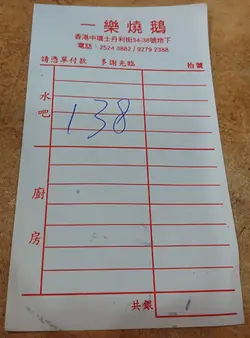 一樂燒鵝
香港中環士丹利街34-38號地下
電話：2524 3882 / 9279 2388
請憑單付款 多謝光臨 枱號
水吧
138
廚房
共銀